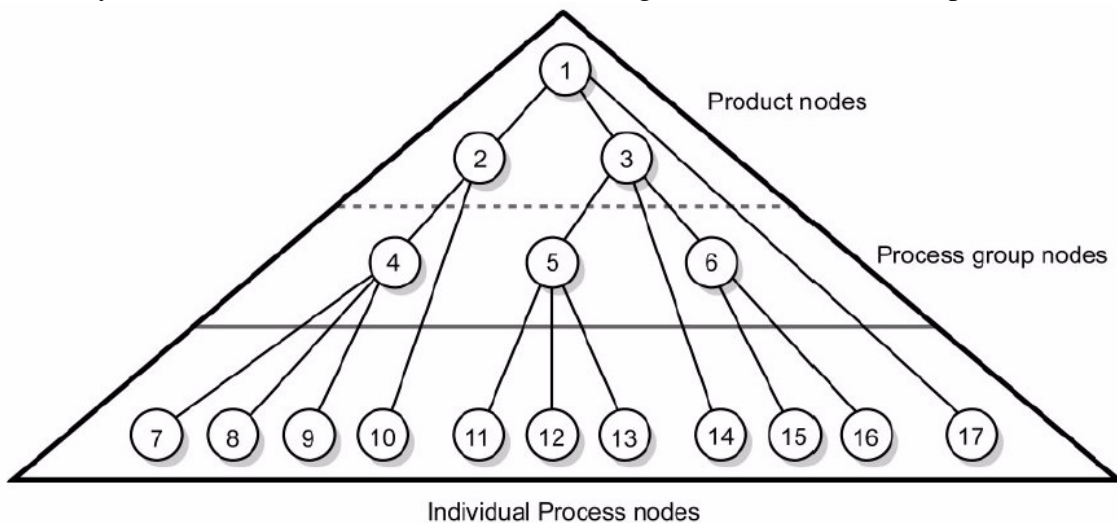 1
Product nodes
2 3
Process group nodes
4 5 6
7 8 9 10 11 12 13 14 15 16 17
Individual Process nodes